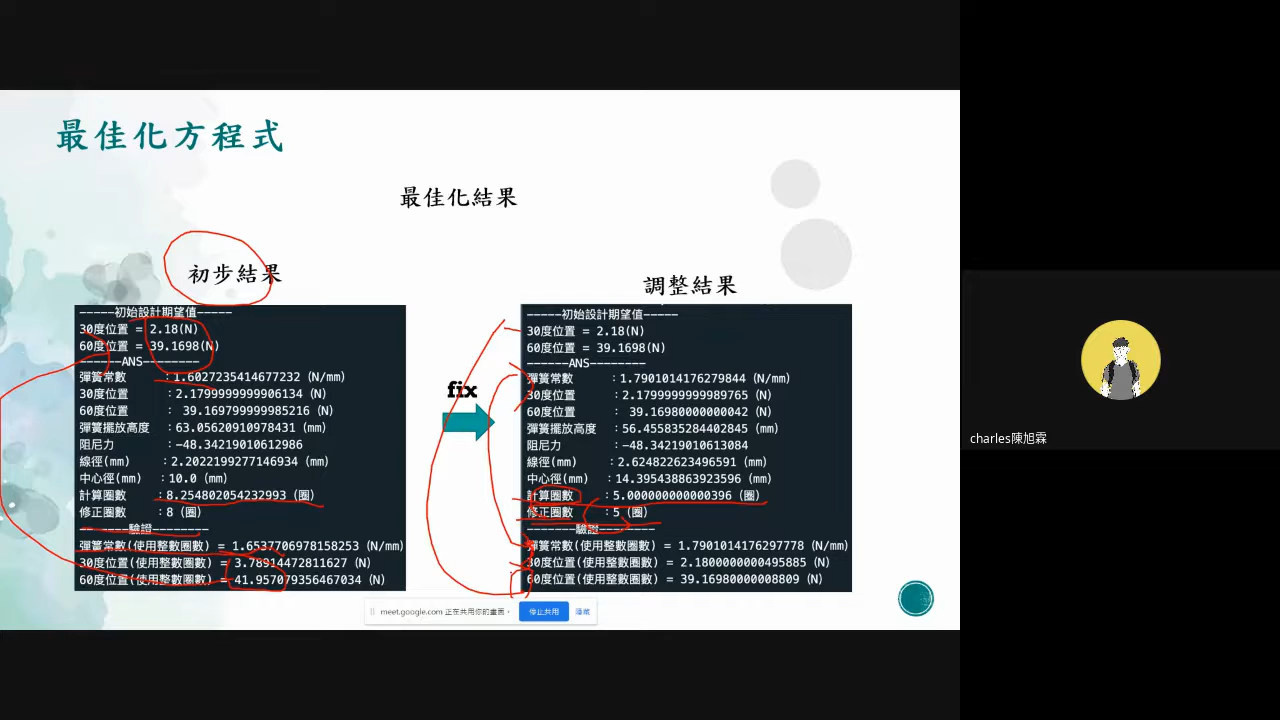 最佳化方程式
最佳化結果
初步結果
-----初始設計期望值-----
30度位置 = 2.18(N)
60度位置 = 39.1698(N)
------ANS--------
彈簧常數 :1.6027235414677232 (N/mm)
30度位置 :2.1799999999906134 (N)
60度位置 : 39.169799999985216 (N)
彈簧擺放高度 :63.05620910978431 (mm)
阻尼力 :-48.34219010612986
線徑(mm) :2.2022199277146934 (mm)
中心徑(mm) :10.0 (mm)
計算圈數 :8.254802054232993 (圈)
修正圈數 :8 (圈)
-------驗證--------
彈簧常數(使用整數圈數) = 1.6537706978158253 (N/mm)
30度位置(使用整數圈數) = 3.78914472811627 (N)
60度位置(使用整數圈數) = 41.957079356467034 (N)
fix
調整結果
-----初始設計期望值-----
30度位置 = 2.18(N)
60度位置 = 39.1698(N)
------ANS--------
彈簧常數 :1.7901014176279844 (N/mm)
30度位置 :2.1799999999989765 (N)
60度位置 : 39.16980000000042 (N)
彈簧擺放高度 :56.455835284402845 (mm)
阻尼力 :-48.34219010613084
線徑(mm) :2.624822623496591 (mm)
中心徑(mm) :14.395438863923596 (mm)
計算圈數 :5.000000000000396 (圈)
修正圈數 :5 (圈)
-------驗證--------
彈簧常數(使用整數圈數) = 1.7901014176297778 (N/mm)
30度位置(使用整數圈數) = 2.1800000000495885 (N)
60度位置(使用整數圈數) = 39.16980000008809 (N)
meet.google.com 正在共用你的畫面。
停止共用
隱藏
charles陳旭霖